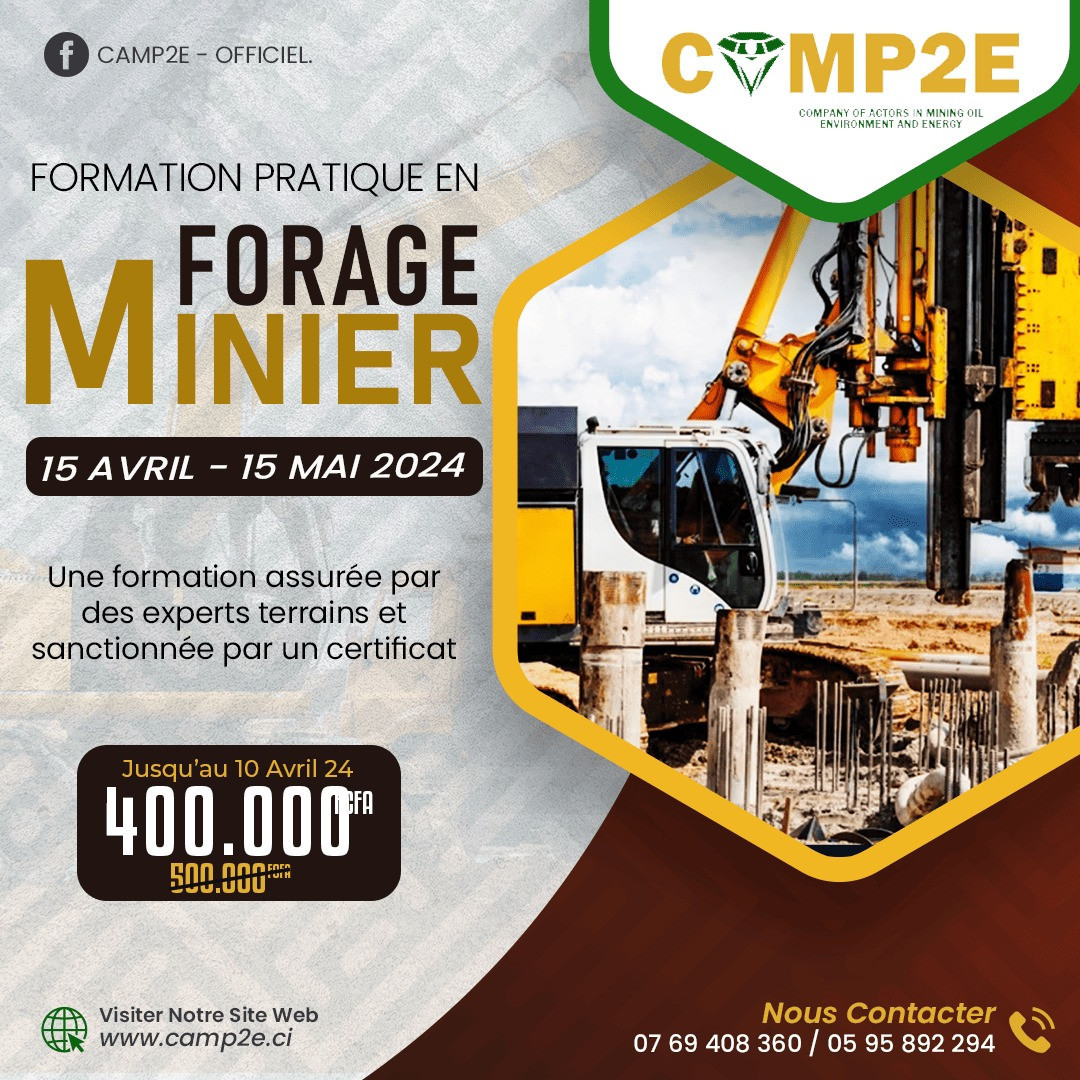 CAMP2E - OFFICIEL.
CAMP2E
COMPANY OF ACTORS IN MINING OIL
ENVIRONMENT AND ENERGY
FORMATION PRATIQUE EN
FORAGE
MINIER
15 AVRIL - 15 MAI 2024
Une formation assurée par
des experts terrains et
sanctionnée par un certificat
Jusqu'au 10 Avril 24
400.000 FCFA
500.000 FCFA
Visiter Notre Site Web
www.camp2e.ci
Nous Contacter
07 69 408 360 / 05 95 892 294